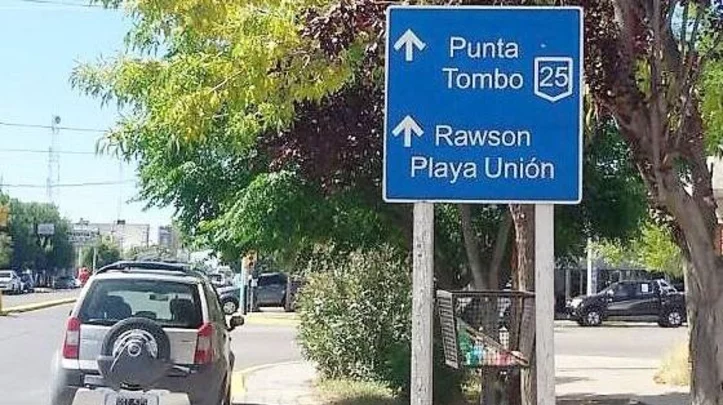 Punta
Tombo 25
Rawson
Playa Unión